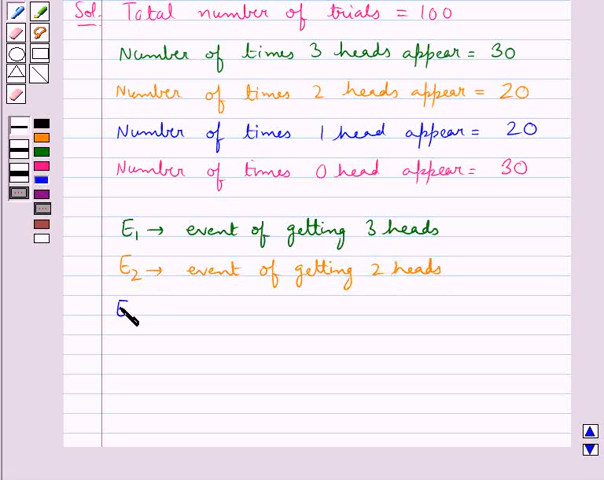 Sol. Total number of trials = 100
Number of times 3 heads appear = 30
Number of times 2 heads appear = 20
Number of times 1 head appear = 20
Number of times 0 head appear = 30
E1 → event of getting 3 heads
E2 → event of getting 2 heads
E